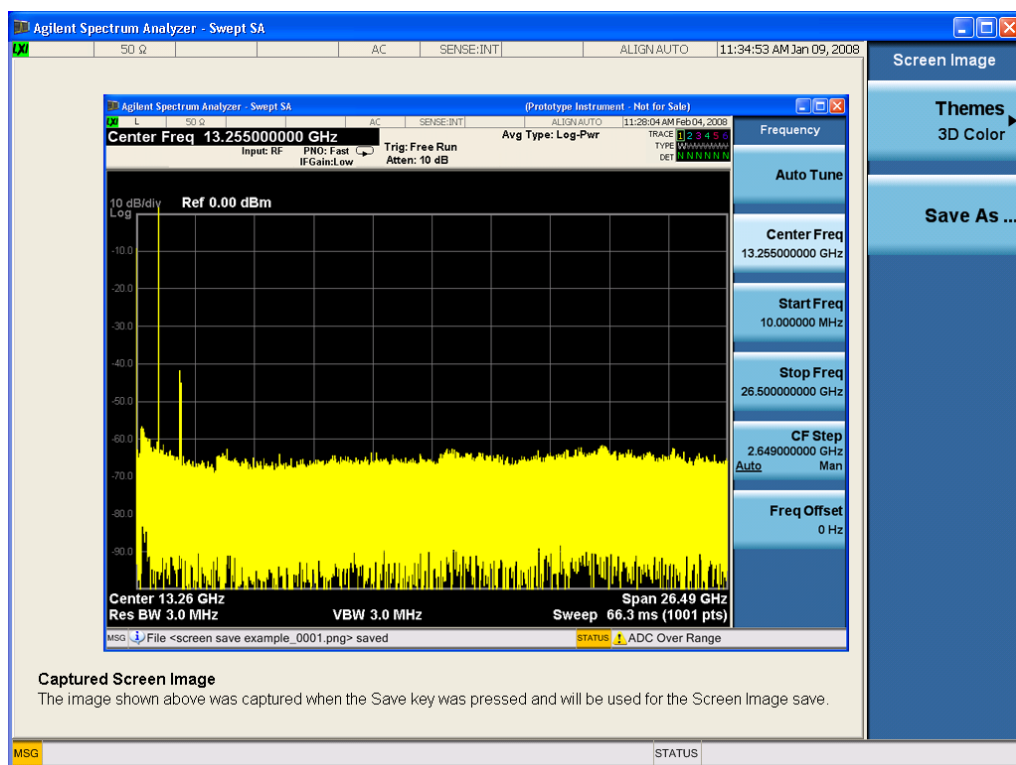 Agilent Spectrum Analyzer - Swept SA
LXI 50 Ω AC SENSE:INT ALIGN AUTO 11:34:53 AM Jan 09, 2008
Screen Image
Themes
3D Color
Save As ...
Agilent Spectrum Analyzer - Swept SA (Prototype Instrument - Not for Sale)
LXI L 50 Ω AC SENSE:INT ALIGNAUTO 11:28:04 AM Feb 04, 2008
Center Freq 13.255000000 GHz
Input: RF PNO: Fast
IFGain:Low
Trig: Free Run
Atten: 10 dB
Avg Type: Log-Pwr
TRACE 1 2 3 4 5 6
TYPE WWWWWW
DET N N N N N N
10 dB/div Ref 0.00 dBm
Log
-10.0
-20.0
-30.0
-40.0
-50.0
-60.0
-70.0
-80.0
-90.0
Center 13.26 GHz Span 26.49 GHz
Res BW 3.0 MHz VBW 3.0 MHz Sweep 66.3 ms (1001 pts)
MSG File <screen save example_0001.png> saved STATUS ADC Over Range
Frequency
Auto Tune
Center Freq
13.255000000 GHz
Start Freq
10.000000 MHz
Stop Freq
26.500000000 GHz
CF Step
2.649000000 GHz
Auto Man
Freq Offset
0 Hz
Captured Screen Image
The image shown above was captured when the Save key was pressed and will be used for the Screen Image save.
MSG STATUS